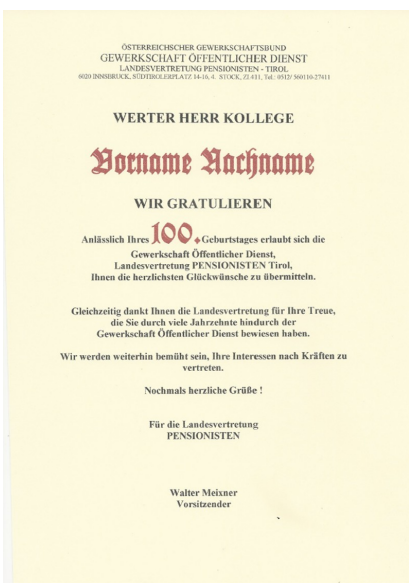 ÖSTERREICHSCHER GEWERKSCHAFTSBUND
GEWERKSCHAFT ÖFFENTLICHER DIENST
LANDESVERTRETUNG PENSIONISTEN - TIROL
6020 INNSBRUCK, SÜDTIROLERPLATZ 14-16, 4. STOCK, ZI.411, Tel.: 0512/ 560110-27411
WERTER HERR KOLLEGE
Vorname Nachname
WIR GRATULIEREN
Anlässlich Ihres 100. Geburtstages erlaubt sich die
Gewerkschaft Öffentlicher Dienst,
Landesvertretung PENSIONISTEN Tirol,
Ihnen die herzlichsten Glückwünsche zu übermitteln.
Gleichzeitig dankt Ihnen die Landesvertretung für Ihre Treue,
die Sie durch viele Jahrzehnte hindurch der
Gewerkschaft Öffentlicher Dienst bewiesen haben.
Wir werden weiterhin bemüht sein, Ihre Interessen nach Kräften zu
vertreten.
Nochmals herzliche Grüße !
Für die Landesvertretung
PENSIONISTEN
Walter Meixner
Vorsitzender